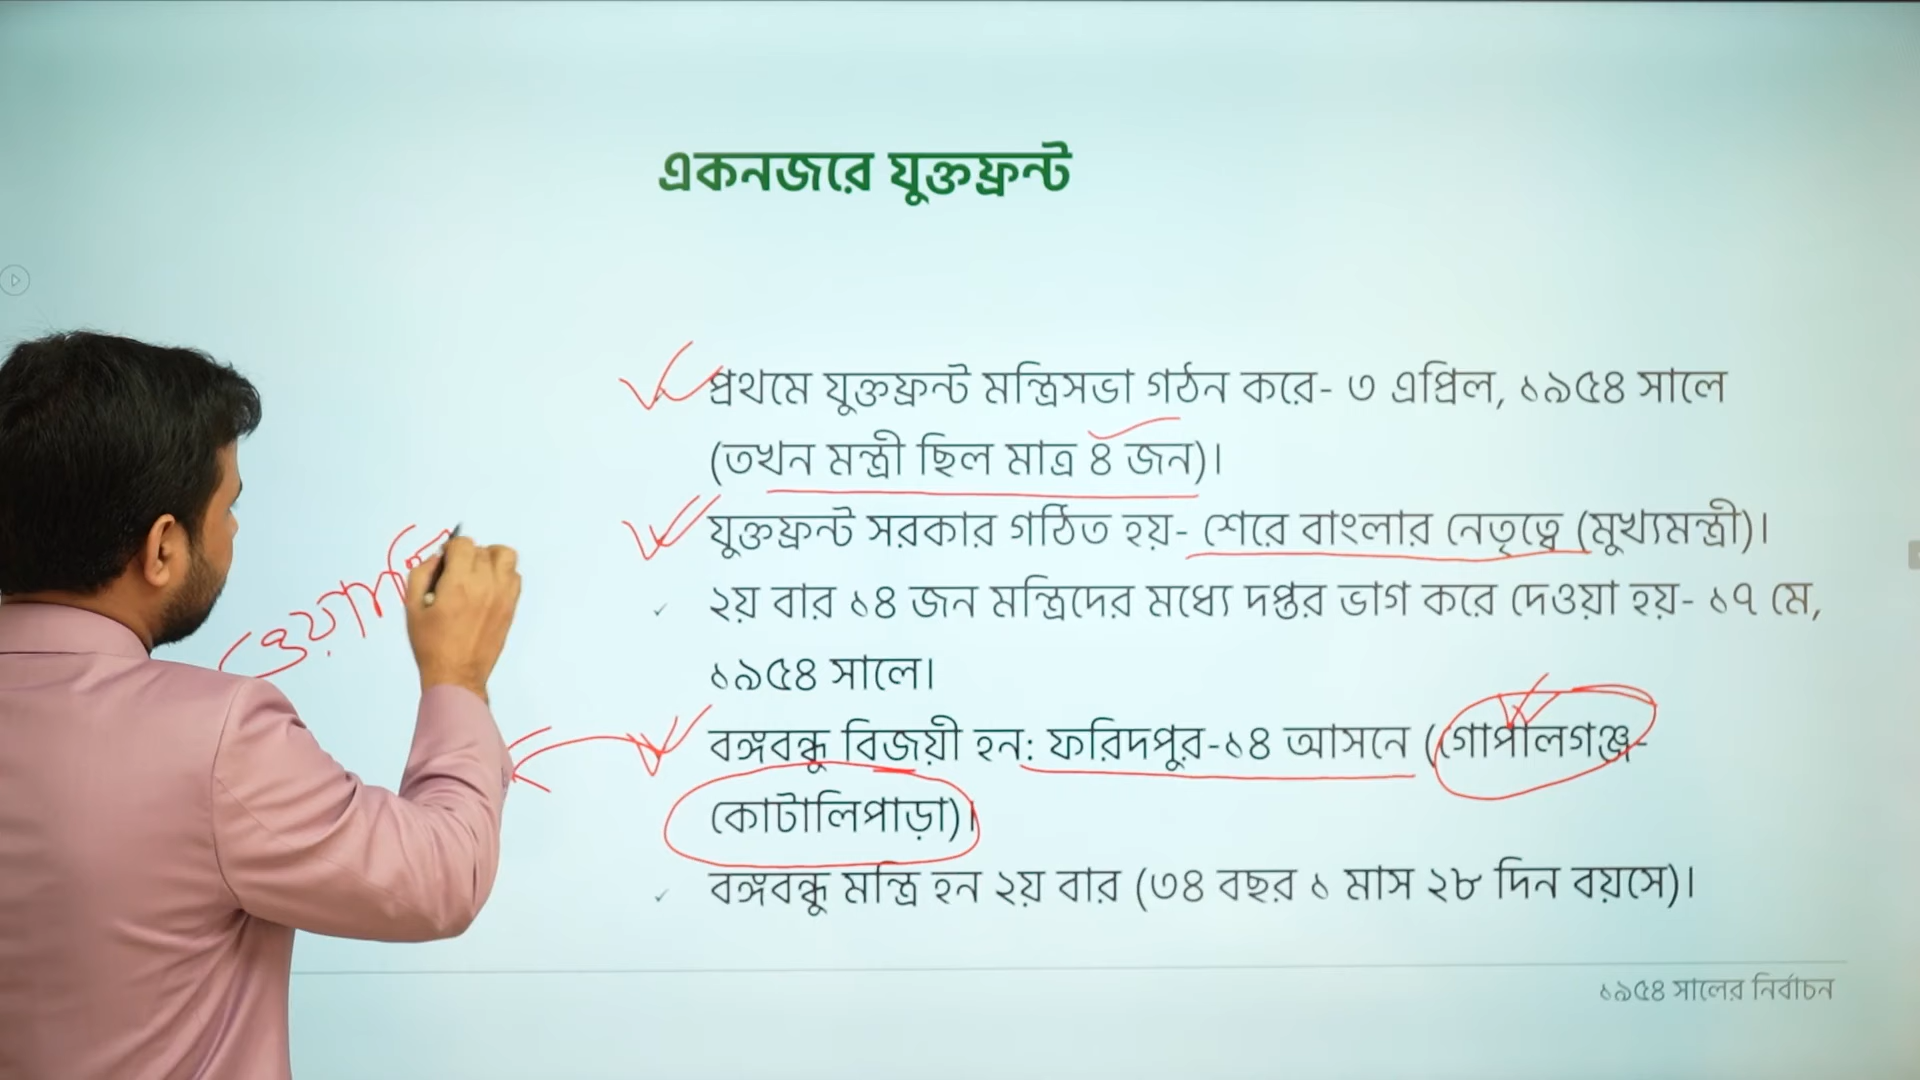 একনজরে যুক্তফ্রন্ট
প্রথমে যুক্তফ্রন্ট মন্ত্রিসভা গঠন করে- ৩ এপ্রিল, ১৯৫৪ সালে
(তখন মন্ত্রী ছিল মাত্র ৪ জন)।
যুক্তফ্রন্ট সরকার গঠিত হয়- শেরে বাংলার নেতৃত্বে (মুখ্যমন্ত্রী)।
২য় বার ১৪ জন মন্ত্রিদের মধ্যে দপ্তর ভাগ করে দেওয়া হয়- ১৭ মে,
১৯৫৪ সালে।
বঙ্গবন্ধু বিজয়ী হন: ফরিদপুর-১৪ আসনে (গোপালগঞ্জ-
কোটালিপাড়া)।
বঙ্গবন্ধু মন্ত্রি হন ২য় বার (৩৪ বছর ১ মাস ২৮ দিন বয়সে)।
১৯৫৪ সালের নির্বাচন